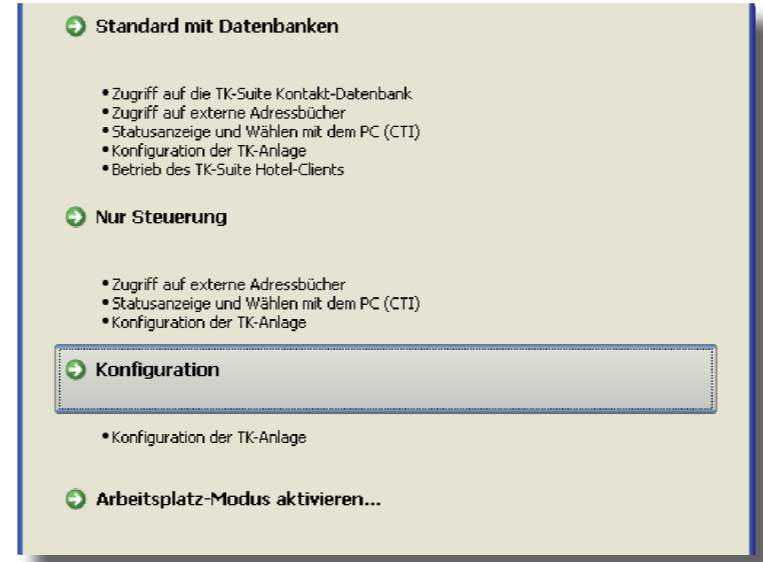 Standard mit Datenbanken
• Zugriff auf die TK-Suite Kontakt-Datenbank
• Zugriff auf externe Adressbücher
• Statusanzeige und Wählen mit dem PC (CTI)
• Konfiguration der TK-Anlage
• Betrieb des TK-Suite Hotel-Clients
Nur Steuerung
• Zugriff auf externe Adressbücher
• Statusanzeige und Wählen mit dem PC (CTI)
• Konfiguration der TK-Anlage
Konfiguration
• Konfiguration der TK-Anlage
Arbeitsplatz-Modus aktivieren...